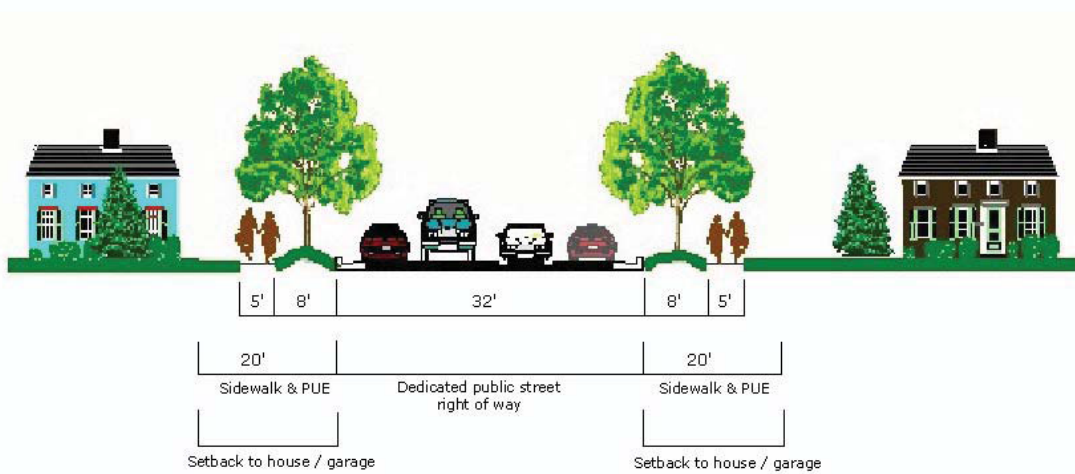 5' 8' 32' 8' 5'
20' 20'
Sidewalk & PUE Dedicated public street Sidewalk & PUE
right of way
Setback to house / garage Setback to house / garage